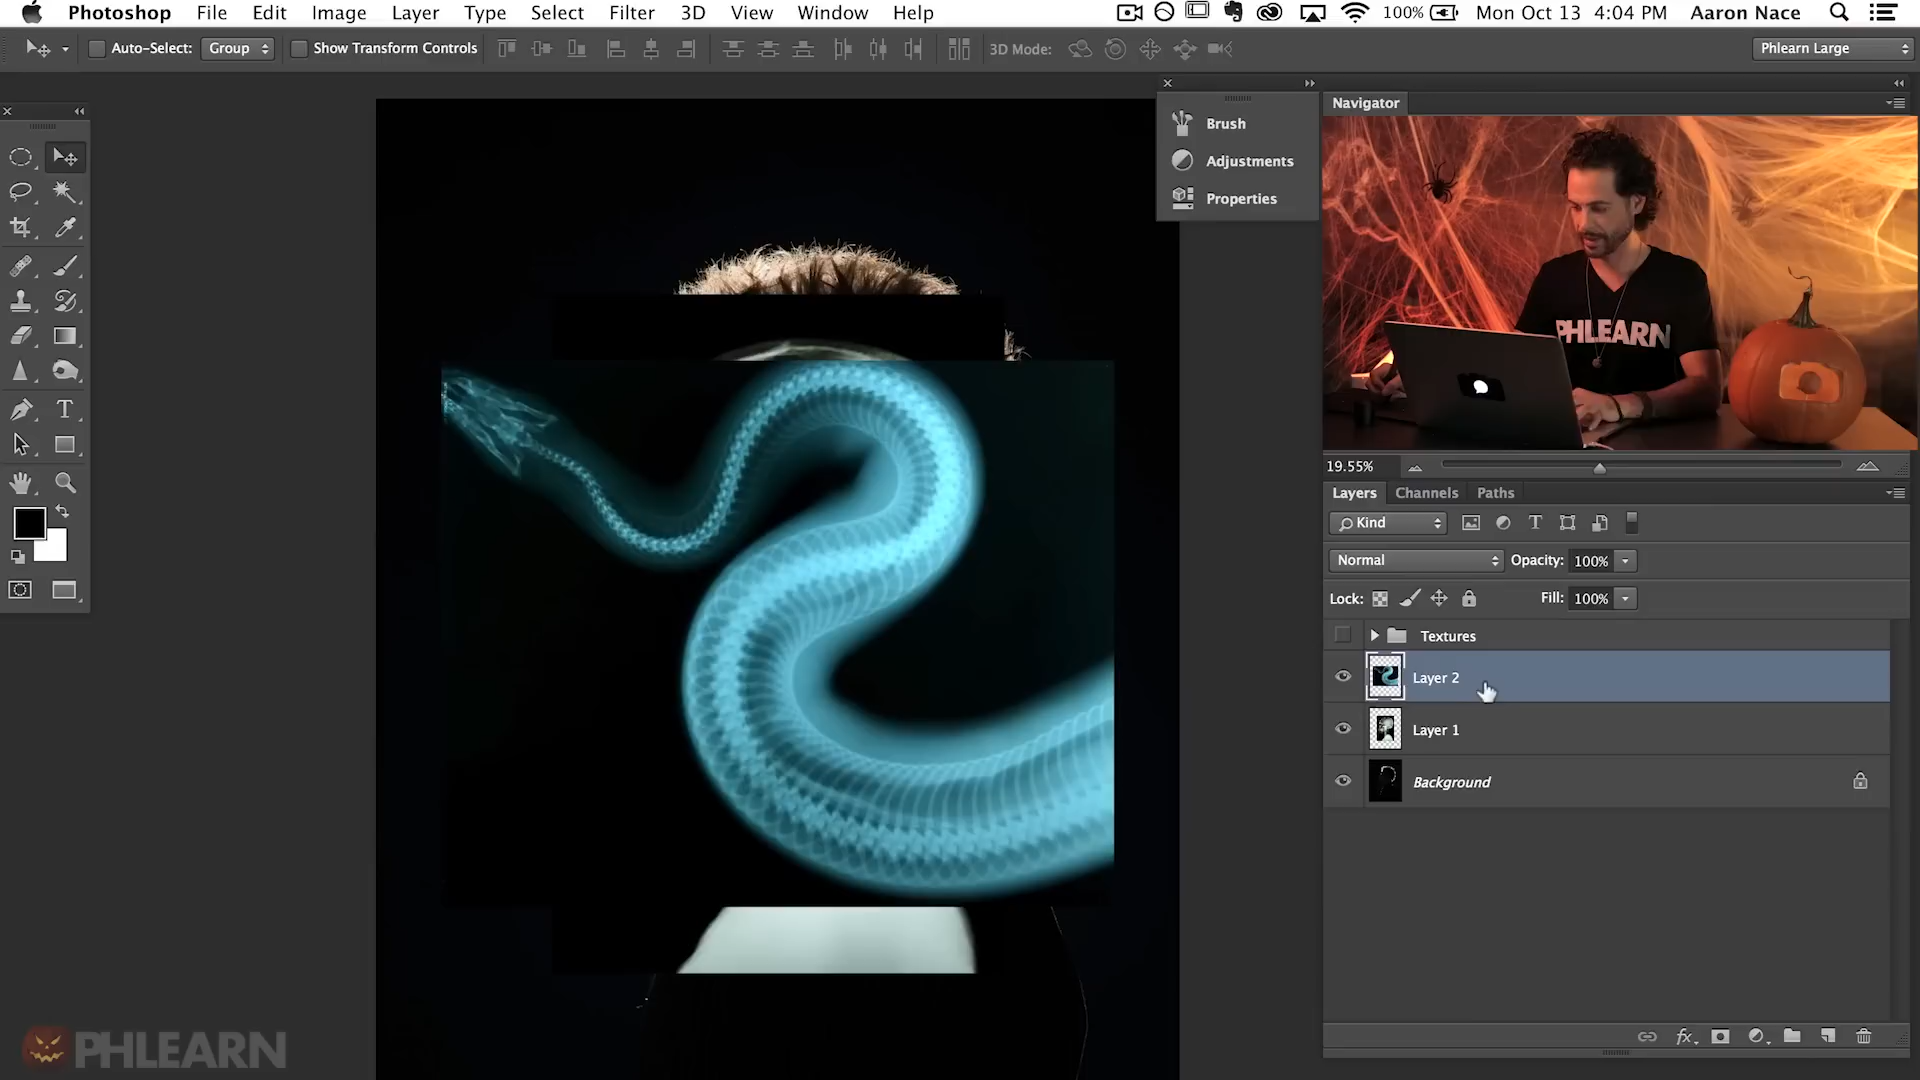 Photoshop File Edit Image Layer Type Select Filter 3D View Window Help 100% Mon Oct 13 4:04 PM Aaron Nace
Auto-Select: Group Show Transform Controls 3D Mode: Phlearn Large
Navigator
Brush
Adjustments
Properties
PHLEARN
19.55%
Layers Channels Paths
Kind
Normal Opacity: 100%
Lock: Fill: 100%
Textures
Layer 2
Layer 1
Background
fx
PHLEARN